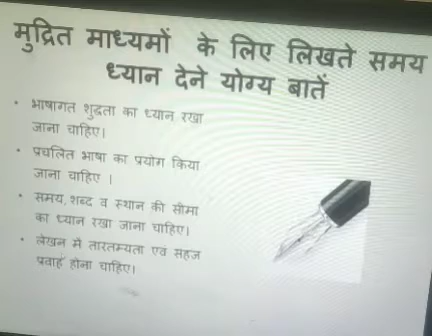 मुद्रित माध्यमों के लिए लिखते समय
ध्यान देने योग्य बातें
• भाषागत शुद्धता का ध्यान रखा
जाना चाहिए।
• प्रचलित भाषा का प्रयोग किया
जाना चाहिए ।
• समय, शब्द व स्थान की सीमा
का ध्यान रखा जाना चाहिए।
• लेखन में तारतम्यता एवं सहज
प्रवाह होना चाहिए।